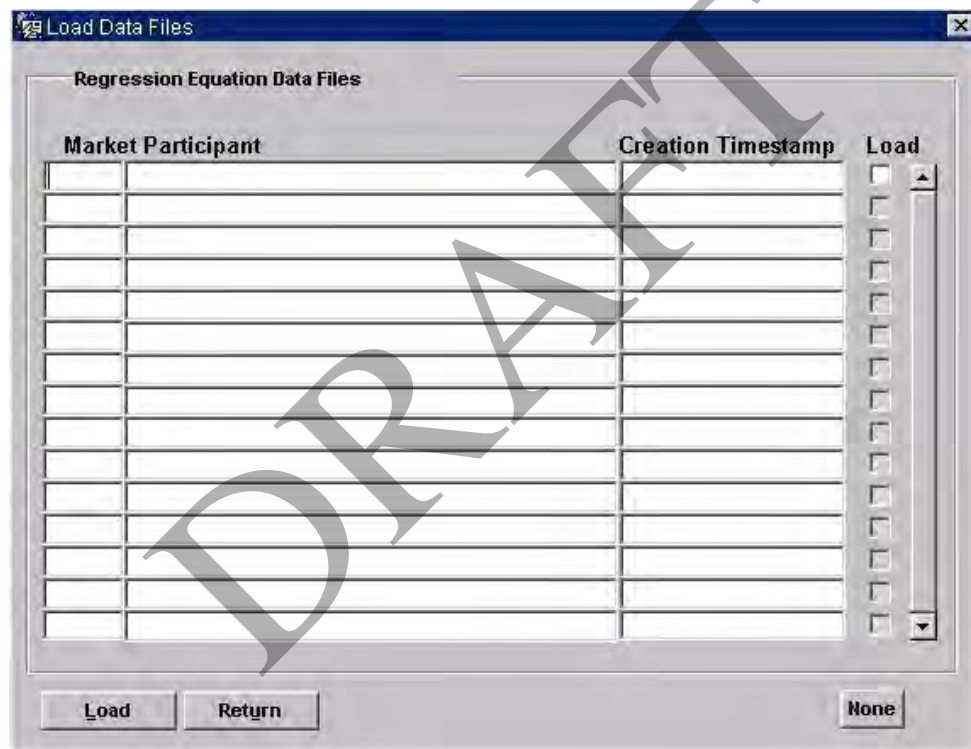 Load Data Files
Regression Equation Data Files
Market Participant Creation Timestamp Load
Load Return None
DRAFT